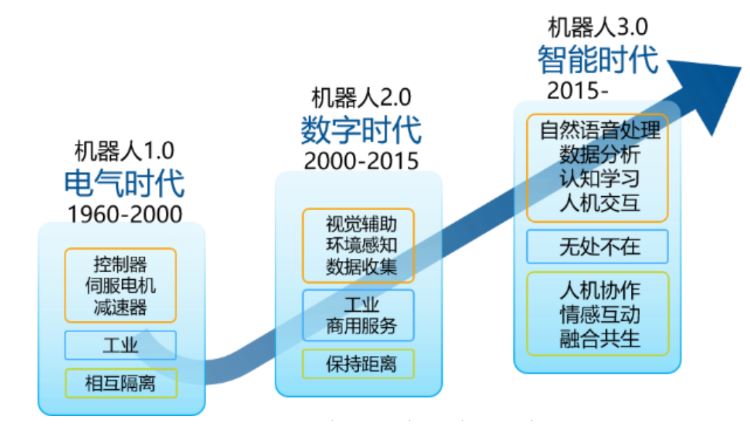 机器人1.0
电气时代
1960-2000
控制器
伺服电机
减速器
工业
相互隔离
机器人2.0
数字时代
2000-2015
视觉辅助
环境感知
数据收集
工业
商用服务
保持距离
机器人3.0
智能时代
2015-
自然语音处理
数据分析
认知学习
人机交互
无处不在
人机协作
情感互动
融合共生